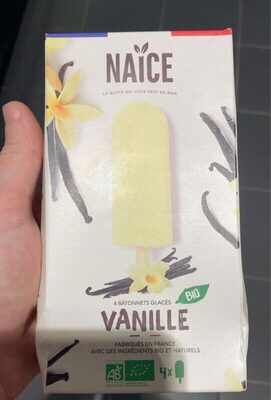 NAÏCE
LA GLACE QUI VOUS VEUT DU BIEN
4 BÂTONNETS GLACÉS
BIO
VANILLE
FABRIQUÉS EN FRANCE
AVEC DES INGRÉDIENTS BIO ET NATURELS
AB
4x